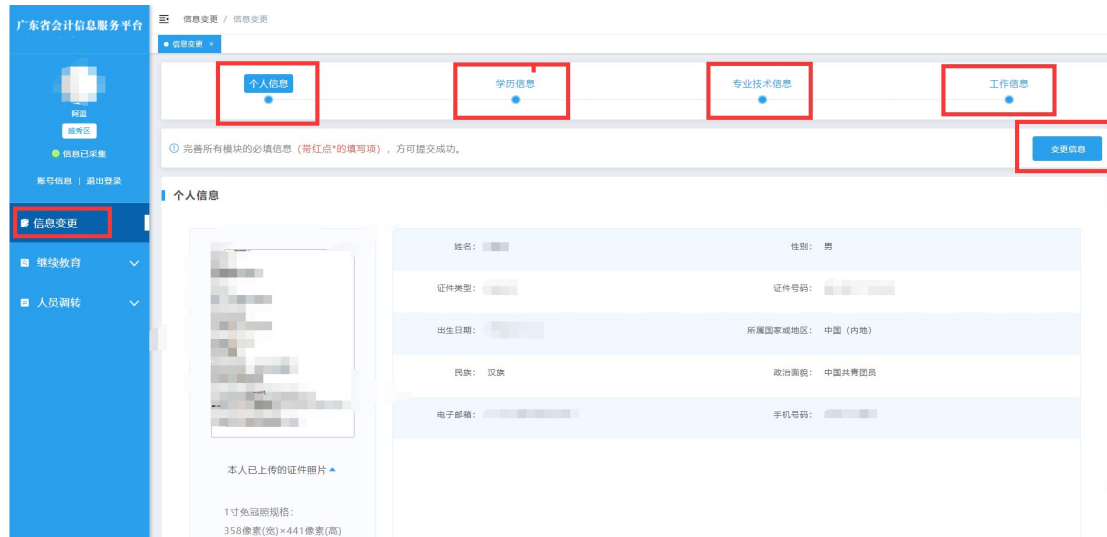 广东省会计信息服务平台
信息变更 / 信息变更
信息变更 ×
阿温
越秀区
信息已采集
账号信息 | 退出登录
信息变更
继续教育
人员调转
个人信息
学历信息
专业技术信息
工作信息
完善所有模块的必填信息（带红点*的填写项），方可提交成功。
变更信息
个人信息
姓名：
性别： 男
证件类型：
证件号码：
出生日期：
所属国家或地区： 中国（内地）
民族： 汉族
政治面貌： 中国共青团员
电子邮箱：
手机号码：
本人已上传的证件照片
1寸免冠照规格：
358像素(宽)×441像素(高)